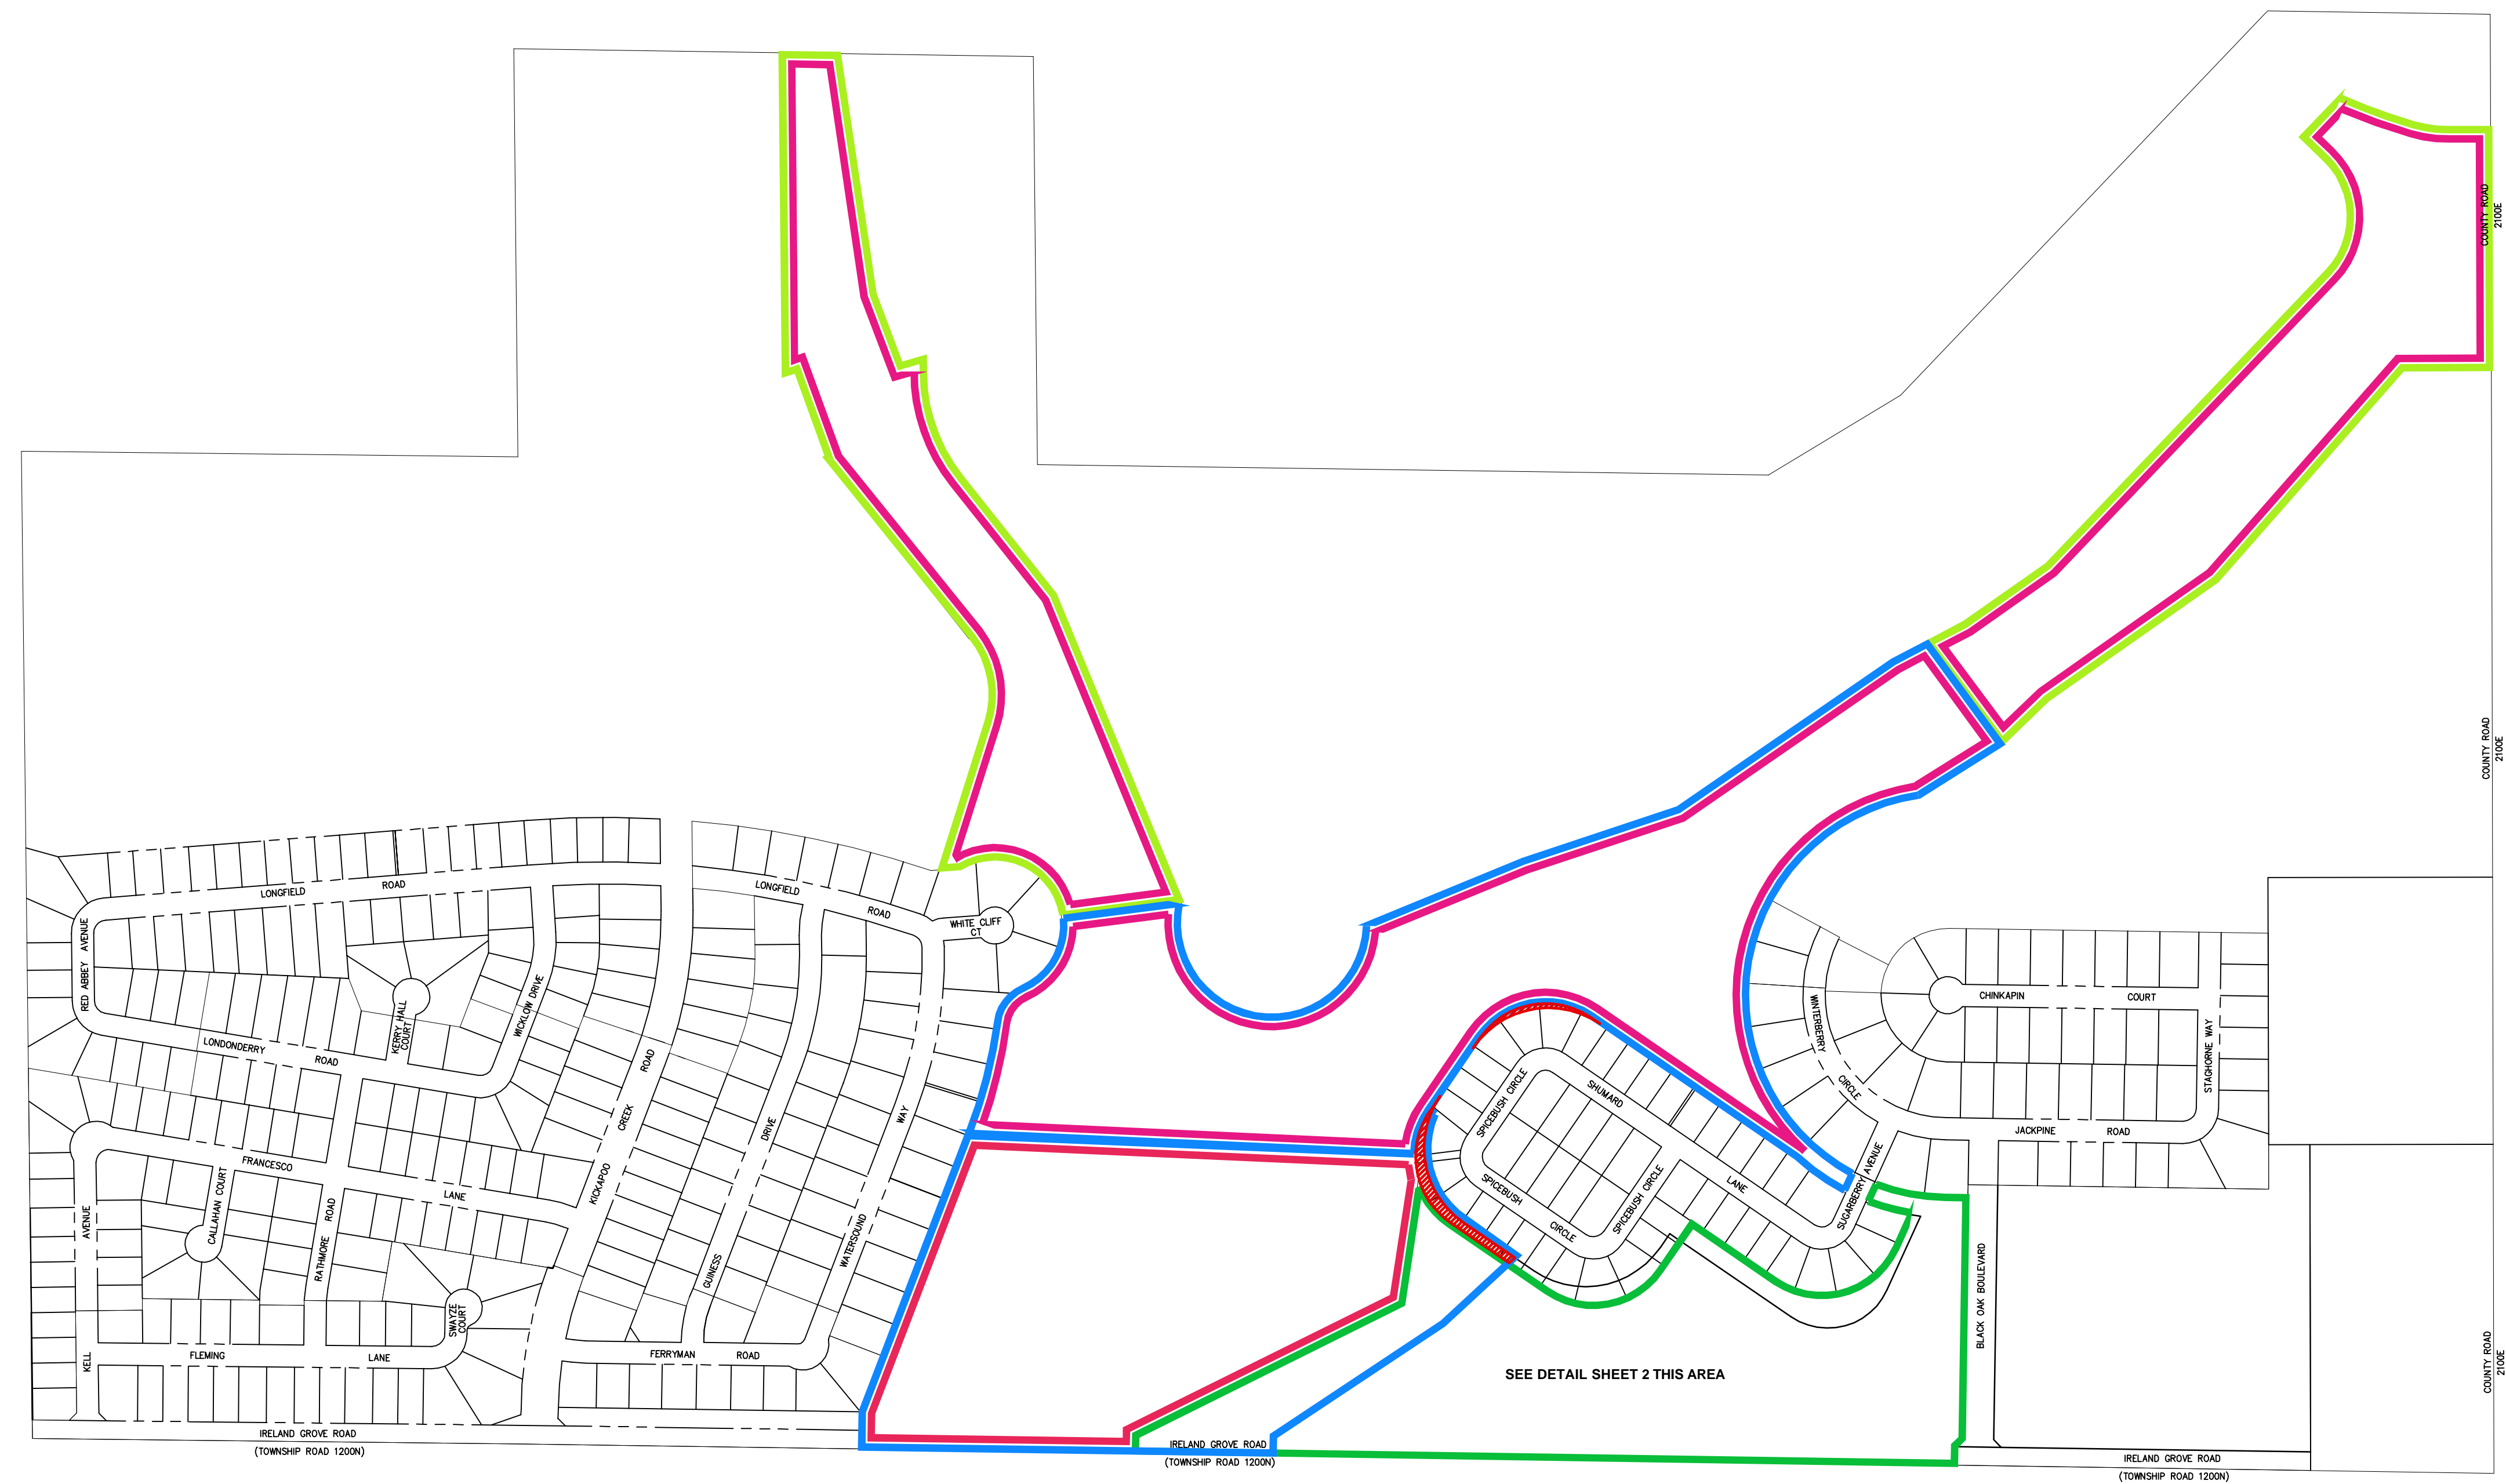 COUNTY ROAD
2100E
COUNTY ROAD
2100E
LONGFIELD
ROAD
LONGFIELD
ROAD
WHITE CLIFF
CT
RED ABBEY AVENUE
KERRY HALL
COURT
WICKLOW DRIVE
LONDONDERRY
ROAD
KICKAPOO
CREEK
ROAD
GUINESS
DRIVE
WATERSOUND
WAY
FRANCESCO
LANE
CALLAHAN COURT
RATHMORE
ROAD
KELL
AVENUE
SWAYZE
COURT
FLEMING
LANE
FERRYMAN
ROAD
IRELAND GROVE ROAD
(TOWNSHIP ROAD 1200N)
IRELAND GROVE ROAD
(TOWNSHIP ROAD 1200N)
SPICEBUSH CIRCLE
SHUMARD
LANE
SPICEBUSH
CIRCLE
SPICEBUSH CIRCLE
SUGARBERRY AVENUE
WINTERBERRY
CIRCLE
CHINKAPIN
COURT
STAGHORNE WAY
JACKPINE
ROAD
BLACK OAK BOULEVARD
SEE DETAIL SHEET 2 THIS AREA
COUNTY ROAD
2100E
IRELAND GROVE ROAD
(TOWNSHIP ROAD 1200N)